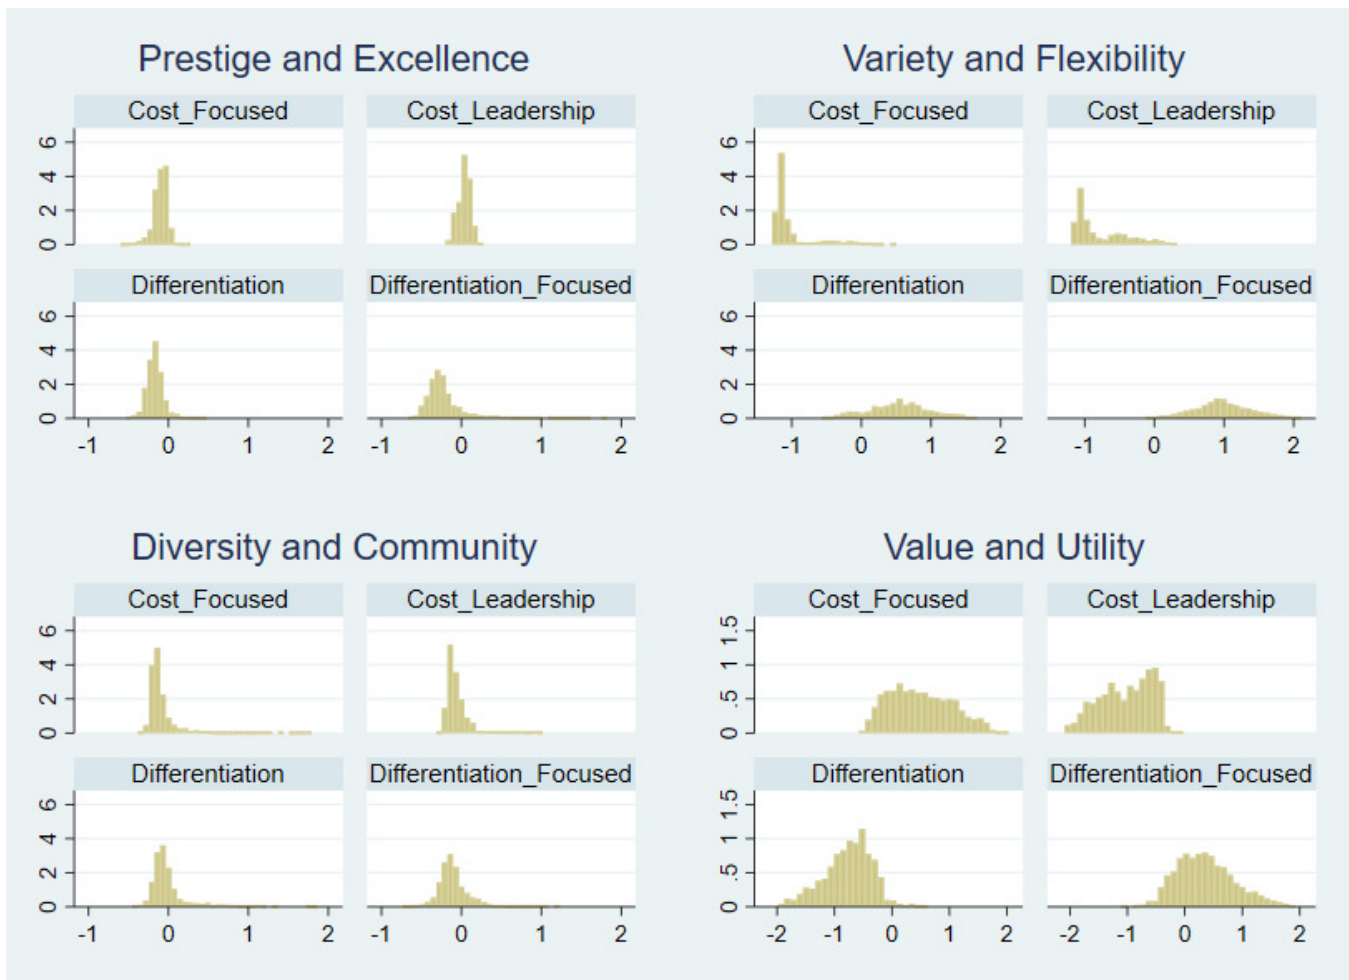 Prestige and Excellence
Cost_Focused Cost_Leadership
6
4
2
0
Differentiation Differentiation_Focused
6
4
2
0
-1 0 1 2 -1 0 1 2
Variety and Flexibility
Cost_Focused Cost_Leadership
6
4
2
0
Differentiation Differentiation_Focused
6
4
2
0
-1 0 1 2 -1 0 1 2
Diversity and Community
Cost_Focused Cost_Leadership
6
4
2
0
Differentiation Differentiation_Focused
6
4
2
0
-1 0 1 2 -1 0 1 2
Value and Utility
Cost_Focused Cost_Leadership
1.5
1
.5
0
Differentiation Differentiation_Focused
1.5
1
.5
0
-2 -1 0 1 2 -2 -1 0 1 2